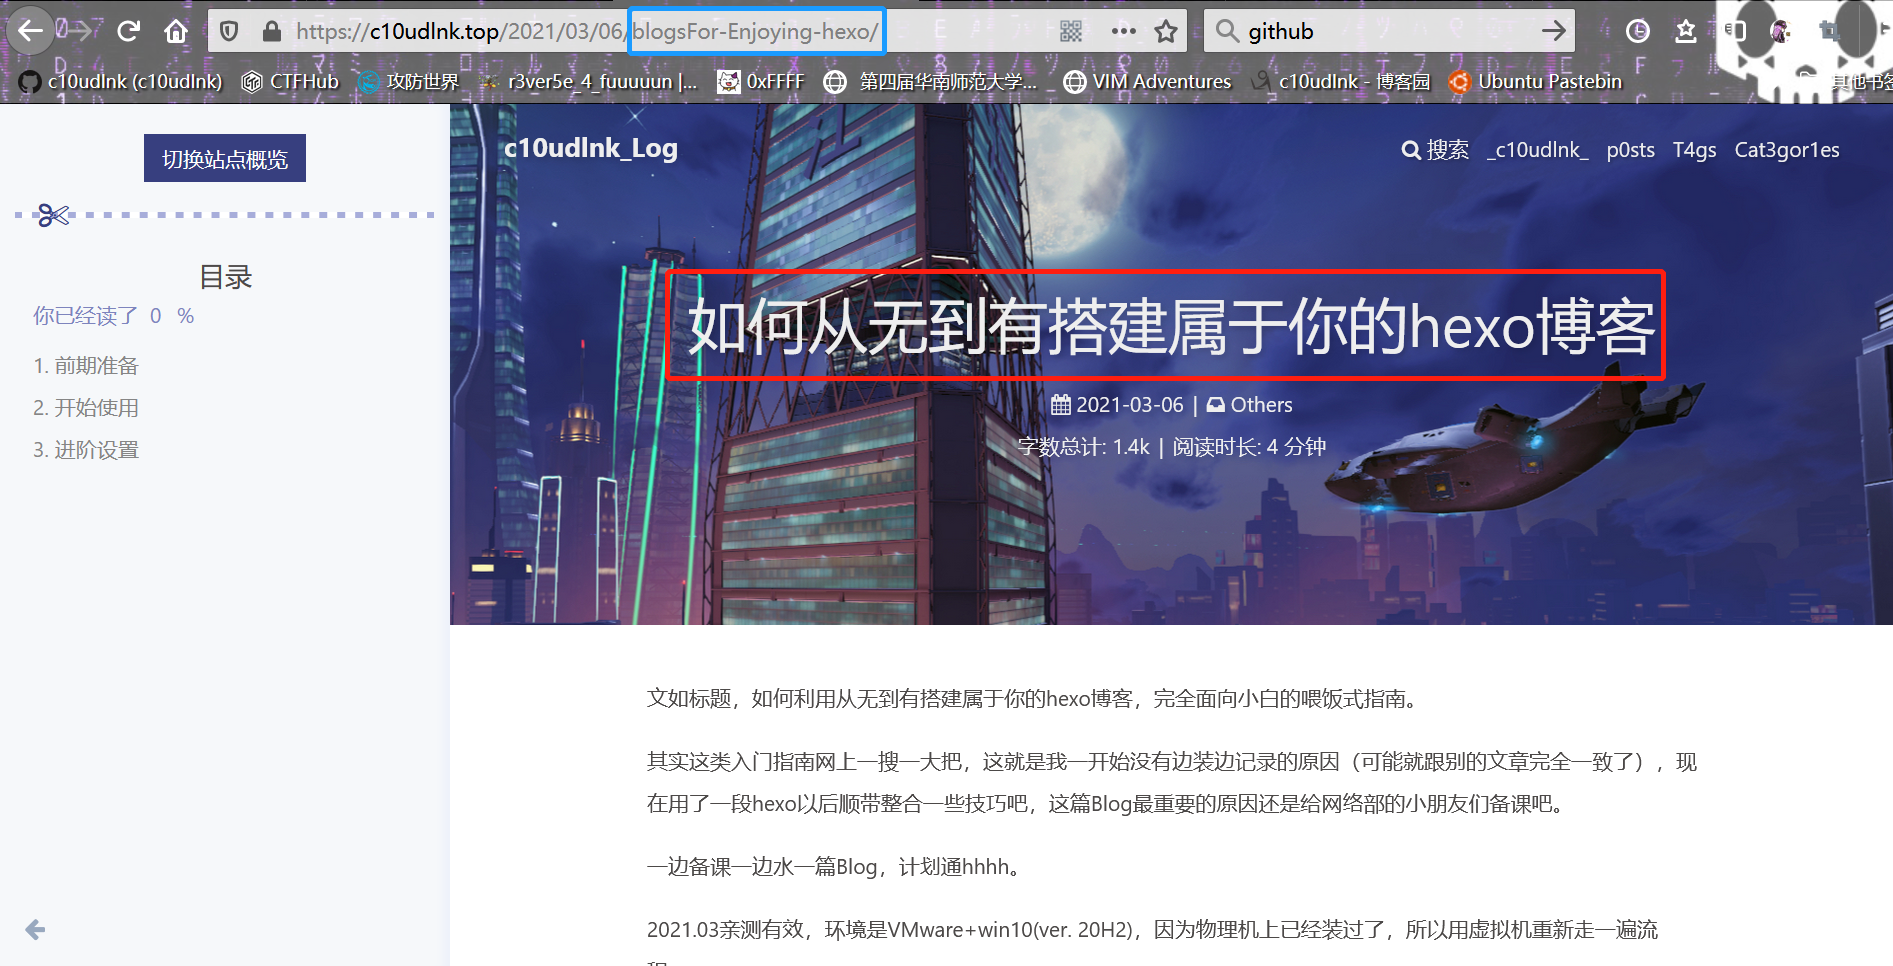 https://c10udlnk.top/2021/03/06/blogsFor-Enjoying-hexo/
github
c10udlnk (c10udlnk)
CTFHub
攻防世界
r3ver5e_4_fuuuuun |...
0xFFFF
第四届华南师范大学...
VIM Adventures
c10udlnk - 博客园
Ubuntu Pastebin
其他书签
切换站点概览
目录
你已经读了 0 %
1. 前期准备
2. 开始使用
3. 进阶设置
c10udlnk_Log
搜索 _c10udlnk_ p0sts T4gs Cat3gor1es
如何从无到有搭建属于你的hexo博客
2021-03-06 | Others
字数总计: 1.4k | 阅读时长: 4 分钟
文如标题，如何利用从无到有搭建属于你的hexo博客，完全面向小白的喂饭式指南。
其实这类入门指南网上一搜一大把，这就是我一开始没有边装边记录的原因（可能就跟别的文章完全一致了），现
在用了一段hexo以后顺带整合一些技巧吧，这篇Blog最重要的原因还是给网络部的小朋友们备课吧。
一边备课一边水一篇Blog，计划通hhhh。
2021.03亲测有效，环境是VMware+win10(ver. 20H2)，因为物理机上已经装过了，所以用虚拟机重新走一遍流